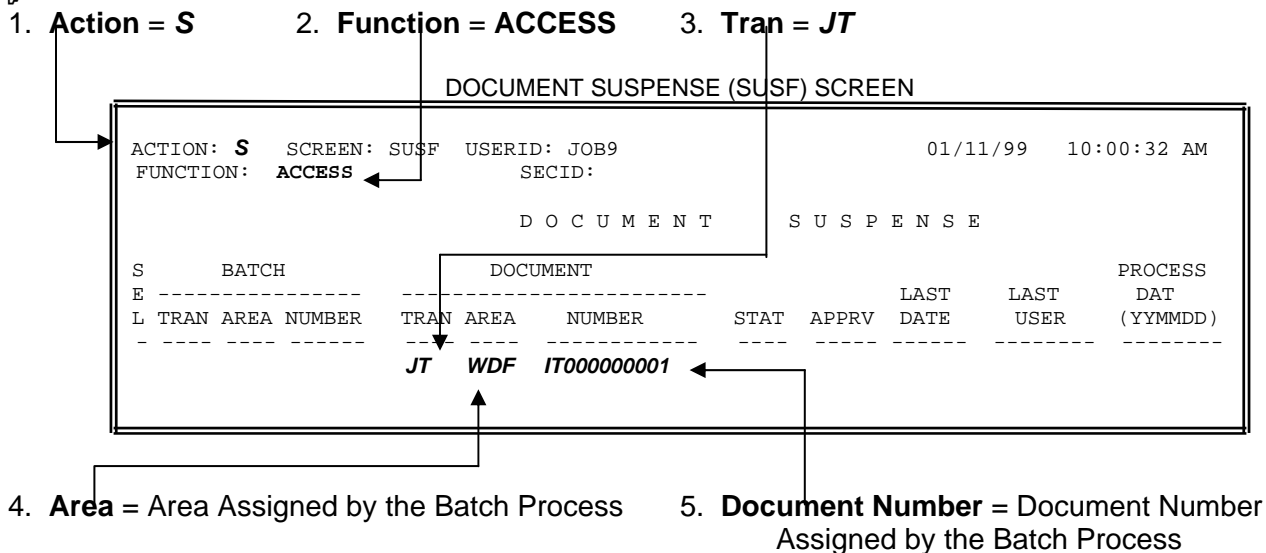 1. Action = S 2. Function = ACCESS 3. Tran = JT
DOCUMENT SUSPENSE (SUSF) SCREEN
ACTION: S SCREEN: SUSF USERID: JOB9 01/11/99 10:00:32 AM
FUNCTION: ACCESS SECID:
D O C U M E N T S U S P E N S E
S BATCH DOCUMENT PROCESS
E ---------------- ------------------------ LAST LAST DAT
L TRAN AREA NUMBER TRAN AREA NUMBER STAT APPRV DATE USER (YYMMDD)
- ---- ---- ------ ---- ---- ------------ ---- ----- ------ -------- --------
JT WDF IT000000001
4. Area = Area Assigned by the Batch Process 5. Document Number = Document Number
Assigned by the Batch Process